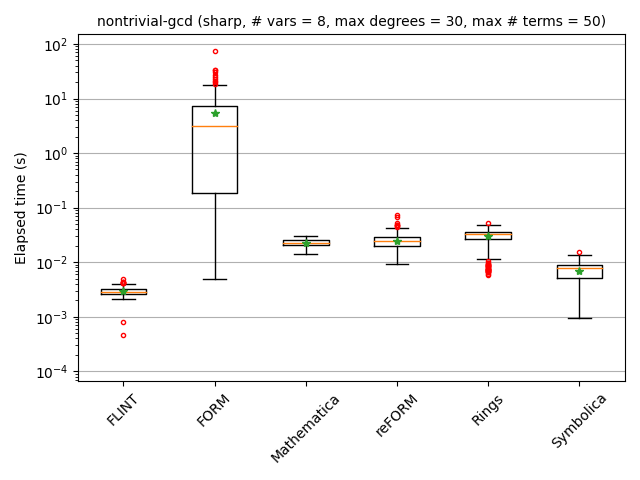 nontrivial-gcd (sharp, # vars = 8, max degrees = 30, max # terms = 50)
Elapsed time (s)
10²
10¹
10⁰
10⁻¹
10⁻²
10⁻³
10⁻⁴
FLINT
FORM
Mathematica
reFORM
Rings
Symbolica